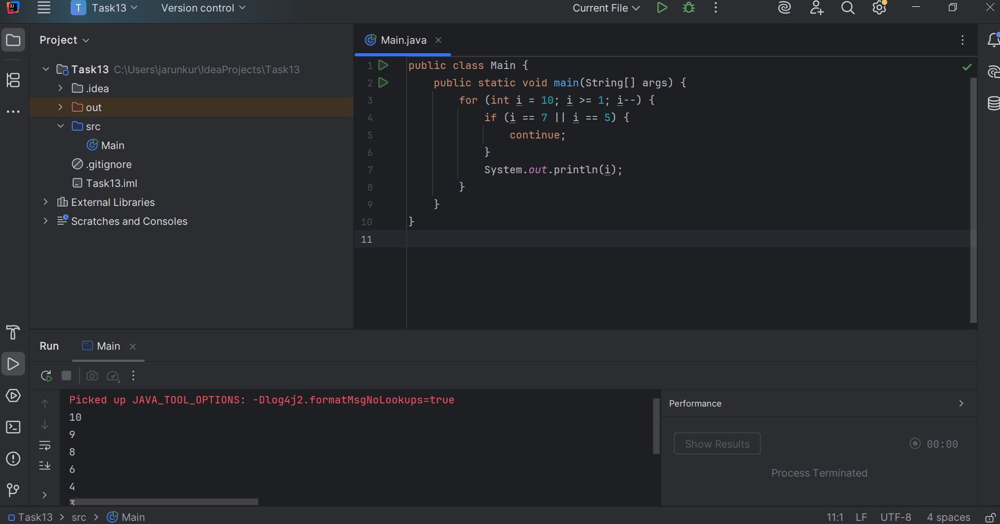 T Task13 Version control Current File
Project
Main.java
Task13 C:\Users\jarunkur\IdeaProjects\Task13
.idea
out
src
Main
.gitignore
Task13.iml
External Libraries
Scratches and Consoles
1 public class Main {
2 public static void main(String[] args) {
3 for (int i = 10; i >= 1; i--) {
4 if (i == 7 || i == 5) {
5 continue;
6 }
7 System.out.println(i);
8 }
9 }
10 }
11
Run Main
Picked up JAVA_TOOL_OPTIONS: -Dlog4j2.formatMsgNoLookups=true
10
9
8
6
4
3
Performance
Show Results 00:00
Process Terminated
Task13 > src > Main 11:1 LF UTF-8 4 spaces